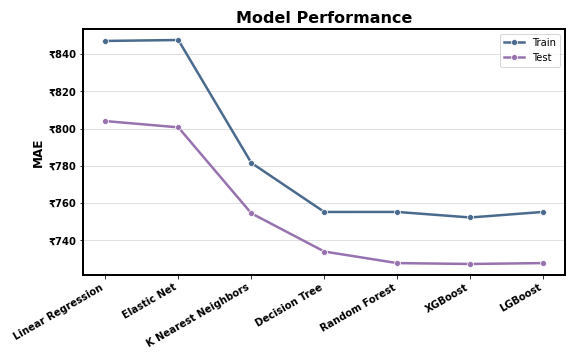 Model Performance
Train
Test
MAE
₹840
₹820
₹800
₹780
₹760
₹740
Linear Regression
Elastic Net
K Nearest Neighbors
Decision Tree
Random Forest
XGBoost
LGBoost